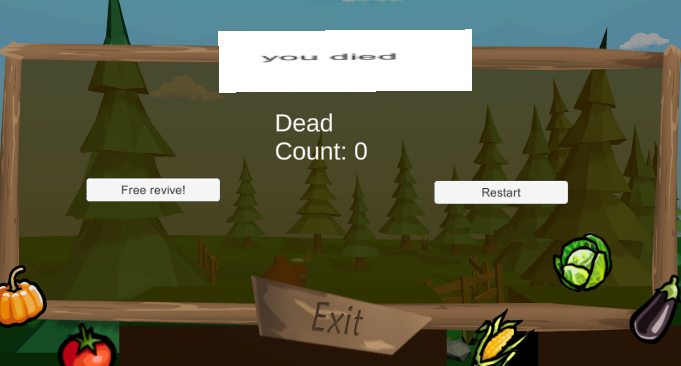 you died
Dead
Count: 0
Free revive!
Restart
Exit